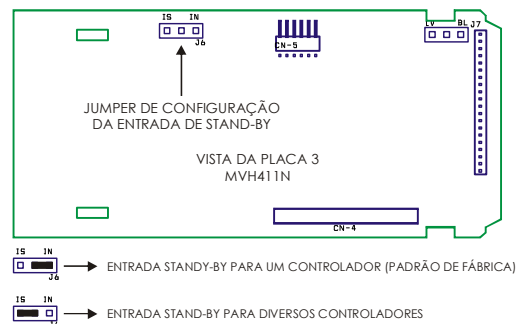 IS IN
J6
CN-5
LV BL J7
JUMPER DE CONFIGURAÇÃO
DA ENTRADA DE STAND-BY
VISTA DA PLACA 3
MVH411N
CN-4
IS IN
J6
ENTRADA STANDY-BY PARA UM CONTROLADOR (PADRÃO DE FÁBRICA)
IS IN
ENTRADA STAND-BY PARA DIVERSOS CONTROLADORES